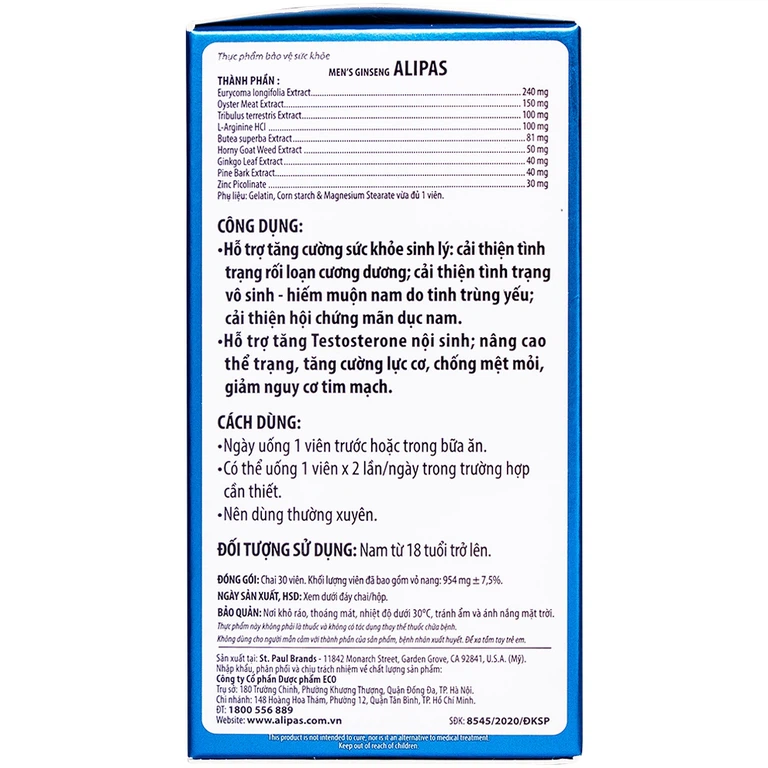 Thực phẩm bảo vệ sức khỏe
MEN'S GINSENG ALIPAS
THÀNH PHẦN :
Eurycoma longifolia Extract 240 mg
Oyster Meat Extract 150 mg
Tribulus terrestris Extract 100 mg
L-Arginine HCl 100 mg
Butea superba Extract 81 mg
Horny Goat Weed Extract 50 mg
Ginkgo Leaf Extract 40 mg
Pine Bark Extract 40 mg
Zinc Picolinate 30 mg
Phụ liệu: Gelatin, Corn starch & Magnesium Stearate vừa đủ 1 viên.
CÔNG DỤNG:
•Hỗ trợ tăng cường sức khỏe sinh lý: cải thiện tình
trạng rối loạn cương dương; cải thiện tình trạng
vô sinh - hiếm muộn nam do tinh trùng yếu;
cải thiện hội chứng mãn dục nam.
•Hỗ trợ tăng Testosterone nội sinh; nâng cao
thể trạng, tăng cường lực cơ, chống mệt mỏi,
giảm nguy cơ tim mạch.
CÁCH DÙNG:
•Ngày uống 1 viên trước hoặc trong bữa ăn.
•Có thể uống 1 viên x 2 lần/ngày trong trường hợp
cần thiết.
•Nên dùng thường xuyên.
ĐỐI TƯỢNG SỬ DỤNG: Nam từ 18 tuổi trở lên.
ĐÓNG GÓI: Chai 30 viên. Khối lượng viên đã bao gồm vỏ nang: 954 mg ± 7,5%.
NGÀY SẢN XUẤT, HSD: Xem dưới đáy chai/hộp.
BẢO QUẢN: Nơi khô ráo, thoáng mát, nhiệt độ dưới 30°C, tránh ẩm và ánh nắng mặt trời.
Thực phẩm này không phải là thuốc và không có tác dụng thay thế thuốc chữa bệnh.
Không dùng cho người mẫn cảm với thành phần của sản phẩm, bệnh nhân xuất huyết. Để xa tầm tay trẻ em.
Sản xuất tại: St. Paul Brands - 11842 Monarch Street, Garden Grove, CA 92841, U.S.A. (Mỹ).
Nhập khẩu, phân phối và chịu trách nhiệm về chất lượng sản phẩm:
Công ty Cổ phần Dược phẩm ECO
Trụ sở: 180 Trường Chinh, Phường Khương Thượng, Quận Đống Đa, TP. Hà Nội.
Chi nhánh: 148 Hoàng Hoa Thám, Phường 12, Quận Tân Bình, TP. Hồ Chí Minh.
ĐT: 1800 556 889
Website: www.alipas.com.vn SĐK: 8545/2020/ĐKSP
This product is not intended to cure, nor is it an alternative to medical treatment
Keep out of reach of children.